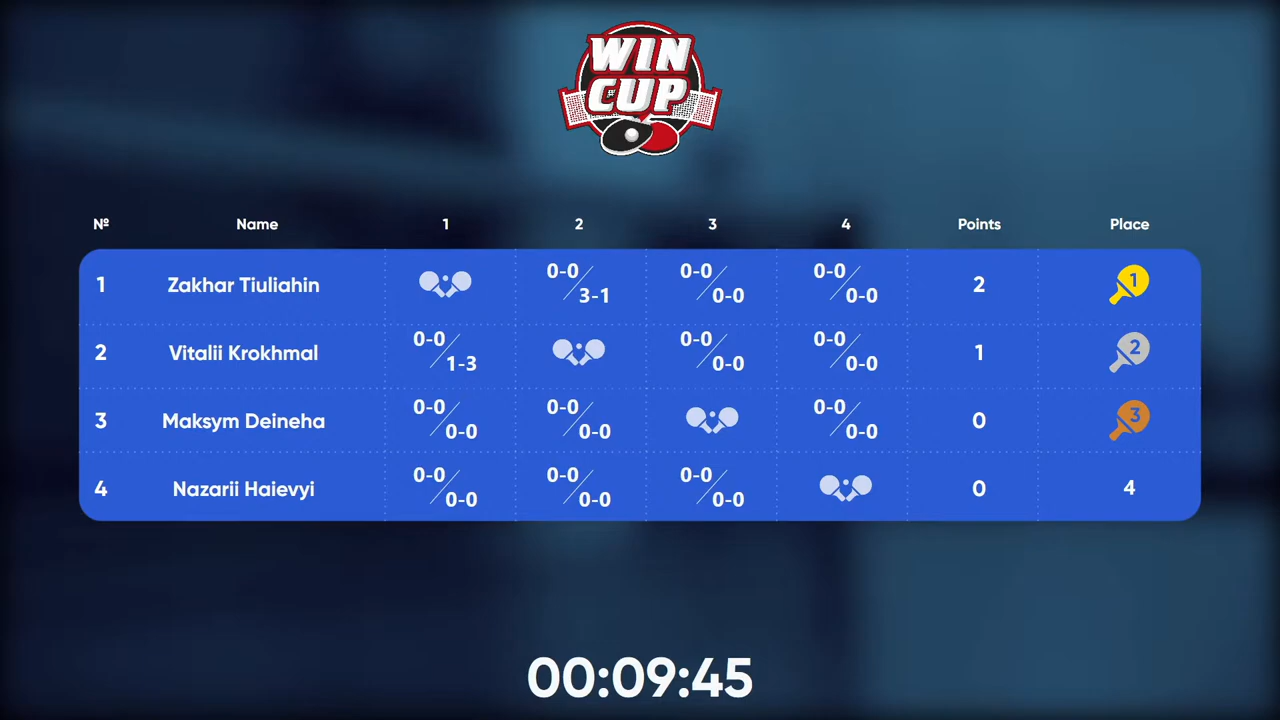 WIN
CUP
Nº Name 1 2 3 4 Points Place
1 Zakhar Tiuliahin 0-0/3-1 0-0/0-0 0-0/0-0 2 1
2 Vitalii Krokhmal 0-0/1-3 0-0/0-0 0-0/0-0 1 2
3 Maksym Deineha 0-0/0-0 0-0/0-0 0-0/0-0 0 3
4 Nazarii Haievyi 0-0/0-0 0-0/0-0 0-0/0-0 0 4
00:09:45